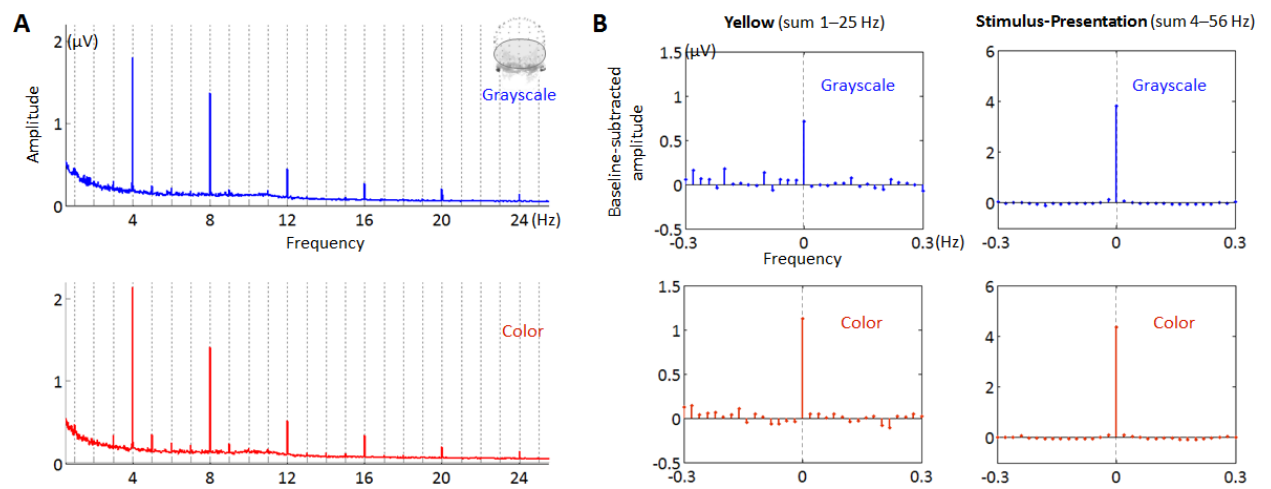 A
(μV)
2
1
0
Amplitude
Grayscale
4 8 12 16 20 24 (Hz)
Frequency
2
1
0
Color
4 8 12 16 20 24
B
Yellow (sum 1–25 Hz)
Stimulus-Presentation (sum 4–56 Hz)
Baseline-subtracted
amplitude
1.5
(μV)
1
0.5
0
-0.5
Grayscale
-0.3 0 0.3 (Hz)
Frequency
6
4
2
0
-1
Grayscale
-0.3 0 0.3
1.5
1
0.5
0
-0.5
Color
-0.3 0 0.3
6
4
2
0
-1
Color
-0.3 0 0.3